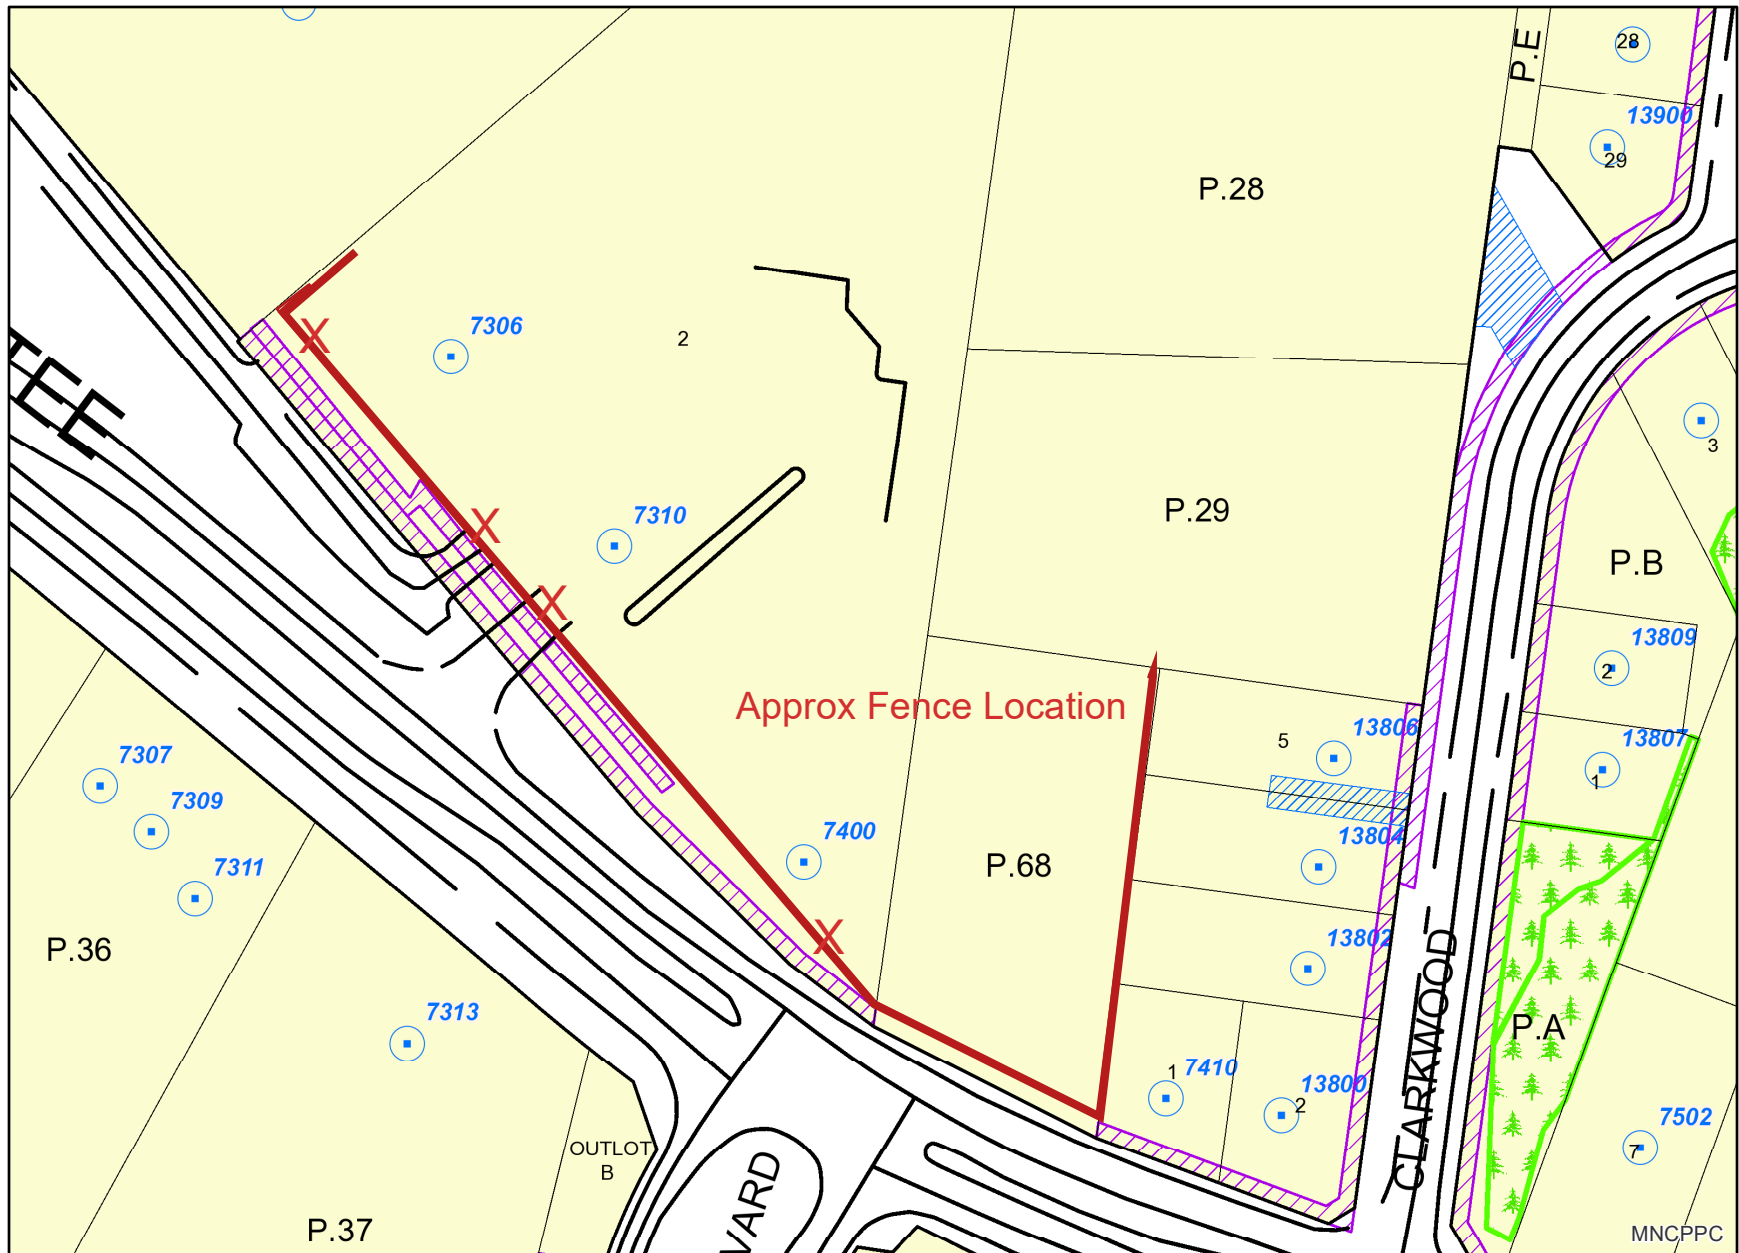 P.E
28
13900
29
P.28
7306
2
TEE
3
7310
P.29
P.B
13809
2
Approx Fence Location
5
13806
13807
1
7307
7309
7400
13804
7311
P.68
P.36
13802
CLARKWOOD
7313
P.A
1
7410
13800
2
7502
7
OUTLOT
B
VARD
P.37
MNCPPC
X
X
X
X